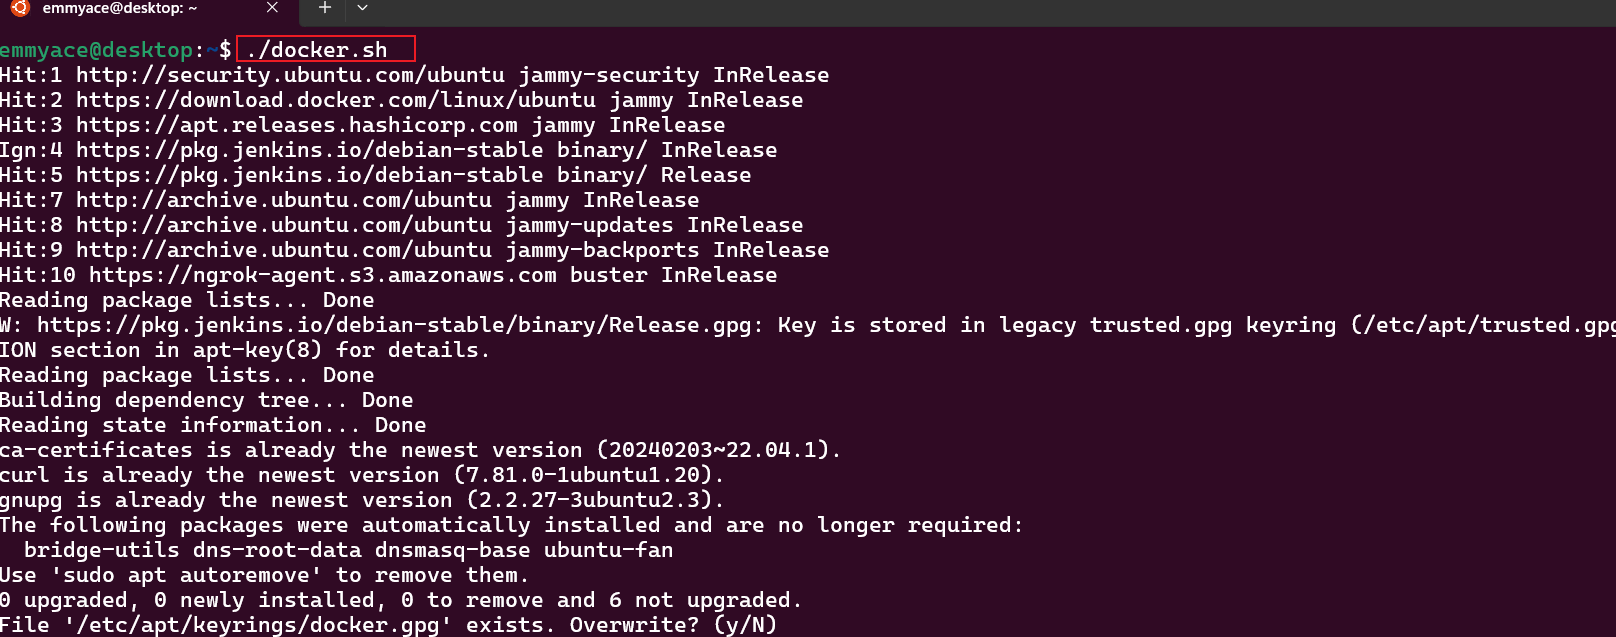 emmyace@desktop: ~
emmyace@desktop:~$ ./docker.sh
Hit:1 http://security.ubuntu.com/ubuntu jammy-security InRelease
Hit:2 https://download.docker.com/linux/ubuntu jammy InRelease
Hit:3 https://apt.releases.hashicorp.com jammy InRelease
Ign:4 https://pkg.jenkins.io/debian-stable binary/ InRelease
Hit:5 https://pkg.jenkins.io/debian-stable binary/ Release
Hit:7 http://archive.ubuntu.com/ubuntu jammy InRelease
Hit:8 http://archive.ubuntu.com/ubuntu jammy-updates InRelease
Hit:9 http://archive.ubuntu.com/ubuntu jammy-backports InRelease
Hit:10 https://ngrok-agent.s3.amazonaws.com buster InRelease
Reading package lists... Done
W: https://pkg.jenkins.io/debian-stable/binary/Release.gpg: Key is stored in legacy trusted.gpg keyring (/etc/apt/trusted.gpg
ION section in apt-key(8) for details.
Reading package lists... Done
Building dependency tree... Done
Reading state information... Done
ca-certificates is already the newest version (20240203~22.04.1).
curl is already the newest version (7.81.0-1ubuntu1.20).
gnupg is already the newest version (2.2.27-3ubuntu2.3).
The following packages were automatically installed and are no longer required:
  bridge-utils dns-root-data dnsmasq-base ubuntu-fan
Use 'sudo apt autoremove' to remove them.
0 upgraded, 0 newly installed, 0 to remove and 6 not upgraded.
File '/etc/apt/keyrings/docker.gpg' exists. Overwrite? (y/N)